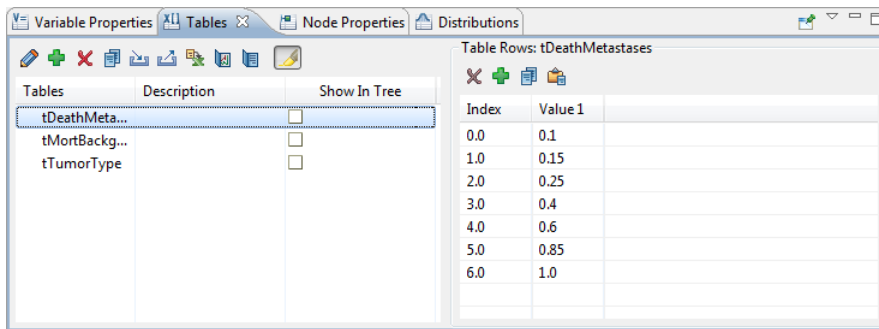 Variable Properties Tables Node Properties Distributions
Tables Description Show In Tree
tDeathMeta...
tMortBackg...
tTumorType
Table Rows: tDeathMetastases
Index Value 1
0.0 0.1
1.0 0.15
2.0 0.25
3.0 0.4
4.0 0.6
5.0 0.85
6.0 1.0